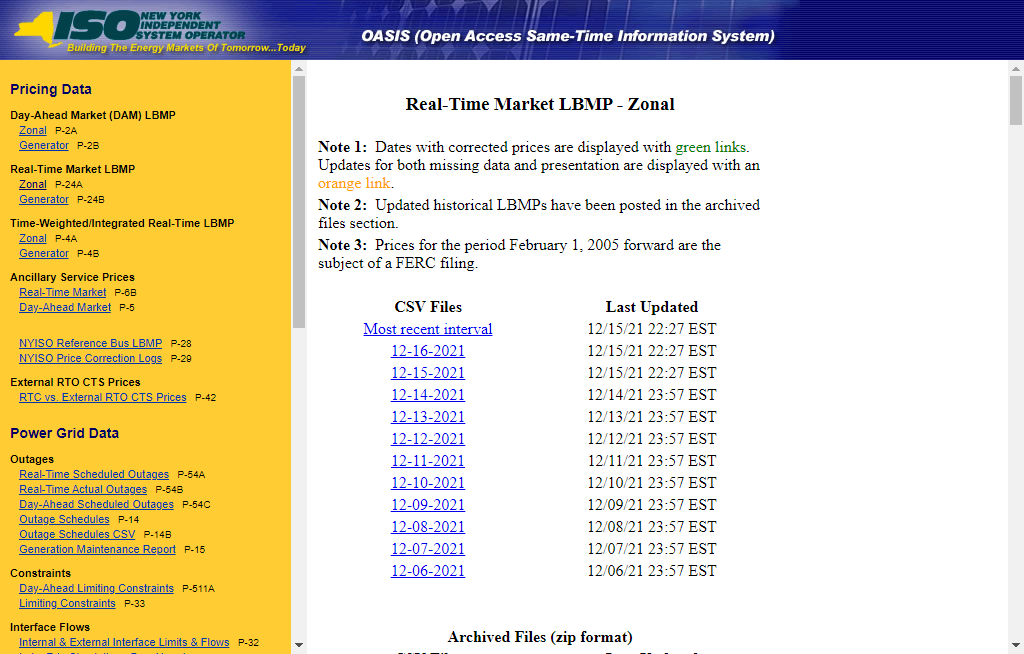 ISO NEW YORK
INDEPENDENT
SYSTEM OPERATOR
Building The Energy Markets Of Tomorrow...Today
OASIS (Open Access Same-Time Information System)
Pricing Data
Day-Ahead Market (DAM) LBMP
Zonal P-2A
Generator P-2B
Real-Time Market LBMP
Zonal P-24A
Generator P-24B
Time-Weighted/Integrated Real-Time LBMP
Zonal P-4A
Generator P-4B
Ancillary Service Prices
Real-Time Market P-6B
Day-Ahead Market P-5
NYISO Reference Bus LBMP P-28
NYISO Price Correction Logs P-29
External RTO CTS Prices
RTC vs. External RTO CTS Prices P-42
Power Grid Data
Outages
Real-Time Scheduled Outages P-54A
Real-Time Actual Outages P-54B
Day-Ahead Scheduled Outages P-54C
Outage Schedules P-14
Outage Schedules CSV P-14B
Generation Maintenance Report P-15
Constraints
Day-Ahead Limiting Constraints P-511A
Limiting Constraints P-33
Interface Flows
Internal & External Interface Limits & Flows P-32
Real-Time Market LBMP - Zonal
Note 1: Dates with corrected prices are displayed with green links.
Updates for both missing data and presentation are displayed with an
orange link.
Note 2: Updated historical LBMPs have been posted in the archived
files section.
Note 3: Prices for the period February 1, 2005 forward are the
subject of a FERC filing.
CSV Files Last Updated
Most recent interval 12/15/21 22:27 EST
12-16-2021 12/15/21 22:27 EST
12-15-2021 12/15/21 22:27 EST
12-14-2021 12/14/21 23:57 EST
12-13-2021 12/13/21 23:57 EST
12-12-2021 12/12/21 23:57 EST
12-11-2021 12/11/21 23:57 EST
12-10-2021 12/10/21 23:57 EST
12-09-2021 12/09/21 23:57 EST
12-08-2021 12/08/21 23:57 EST
12-07-2021 12/07/21 23:57 EST
12-06-2021 12/06/21 23:57 EST
Archived Files (zip format)